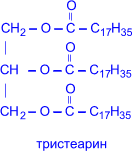 O
CH₂ – O – C – C₁₇H₃₅
O
CH – O – C – C₁₇H₃₅
O
CH₂ – O – C – C₁₇H₃₅
тристеарин